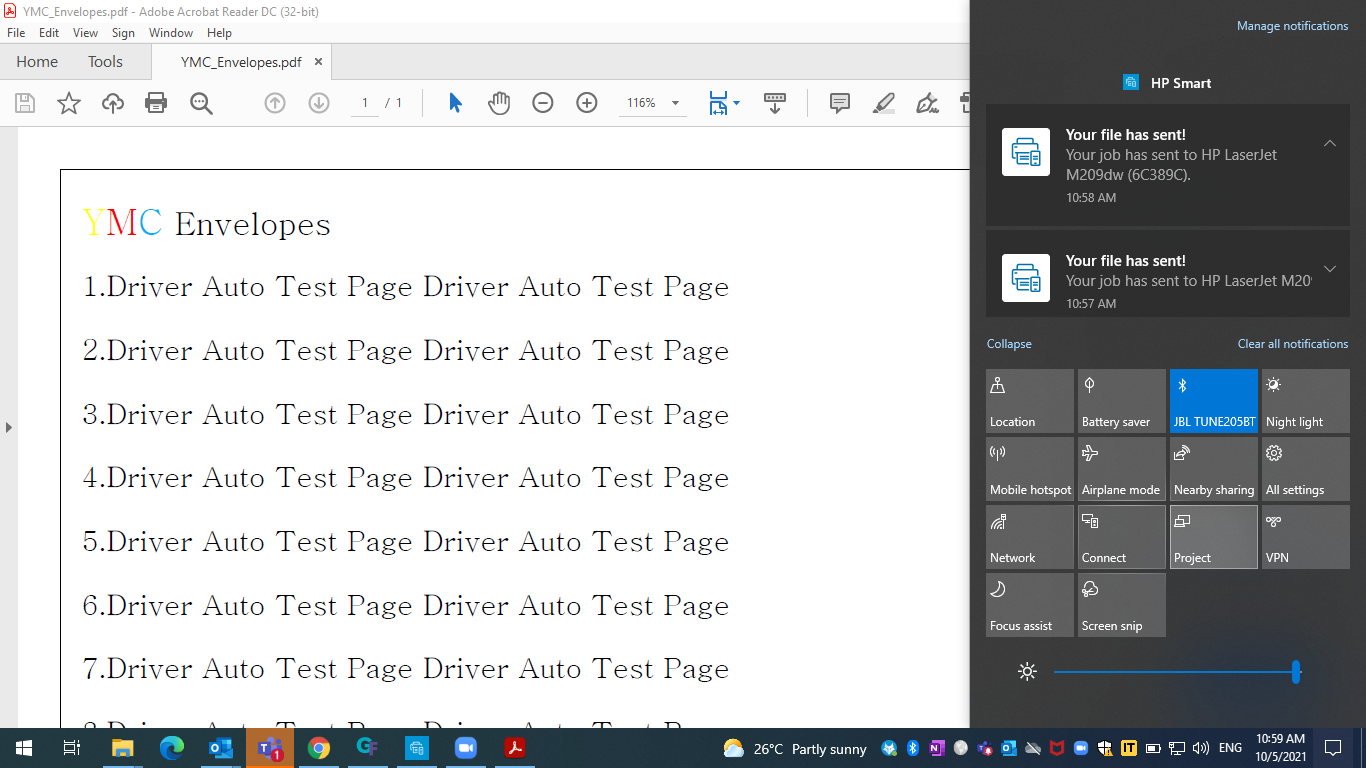 YMC_Envelopes.pdf - Adobe Acrobat Reader DC (32-bit)
File Edit View Sign Window Help
Home Tools YMC_Envelopes.pdf ×
1 / 1 116%
YMC Envelopes
1.Driver Auto Test Page Driver Auto Test Page
2.Driver Auto Test Page Driver Auto Test Page
3.Driver Auto Test Page Driver Auto Test Page
4.Driver Auto Test Page Driver Auto Test Page
5.Driver Auto Test Page Driver Auto Test Page
6.Driver Auto Test Page Driver Auto Test Page
7.Driver Auto Test Page Driver Auto Test Page
Manage notifications
HP Smart
Your file has sent!
Your job has sent to HP LaserJet
M209dw (6C389C).
10:58 AM
Your file has sent!
Your job has sent to HP LaserJet M20
10:57 AM
Collapse Clear all notifications
Location Battery saver JBL TUNE205BT Night light
Mobile hotspot Airplane mode Nearby sharing All settings
Network Connect Project VPN
Focus assist Screen snip
1 26°C Partly sunny IT ENG 10:59 AM
10/5/2021